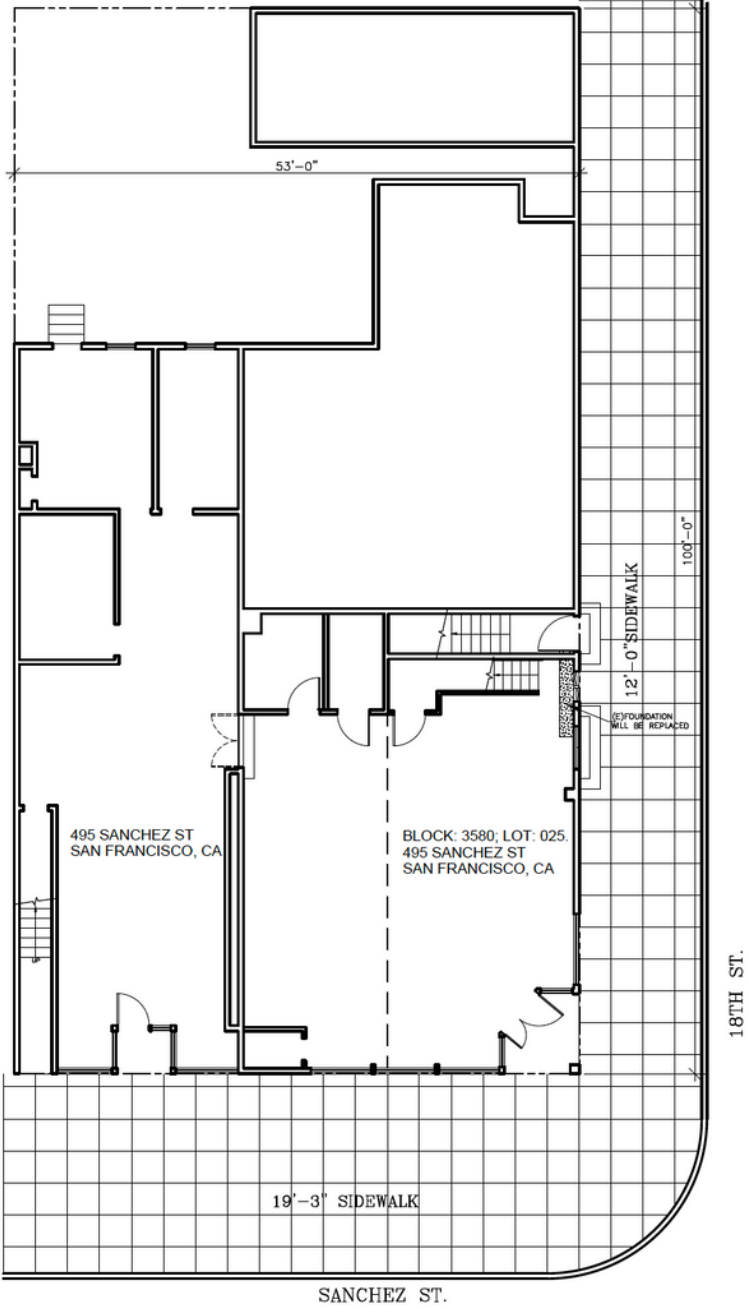 53'-0"
100'-0"
12'-0"SIDEWALK
(E)FOUNDATION
WILL BE REPLACED
495 SANCHEZ ST
SAN FRANCISCO, CA
BLOCK: 3580; LOT: 025.
495 SANCHEZ ST
SAN FRANCISCO, CA
18TH ST.
19'-3" SIDEWALK
SANCHEZ ST.